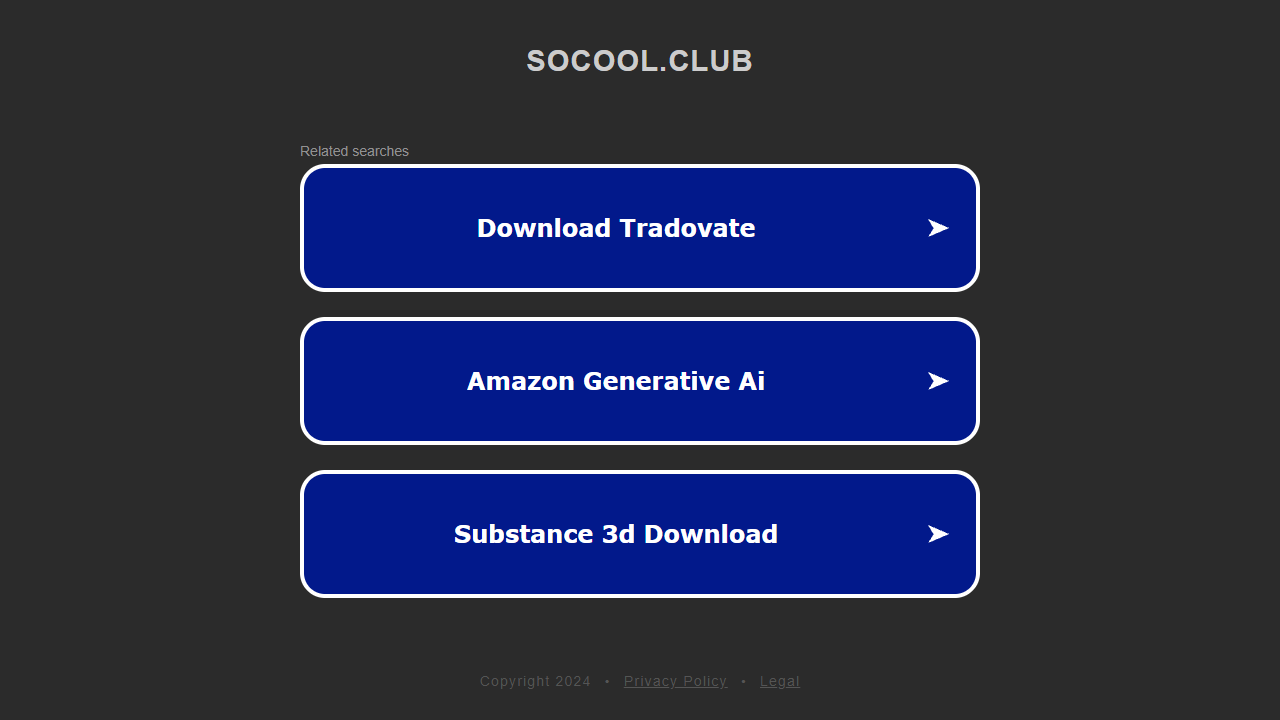 SOCOOL.CLUB
Related searches
Download Tradovate
Amazon Generative Ai
Substance 3d Download
Copyright 2024 • Privacy Policy • Legal